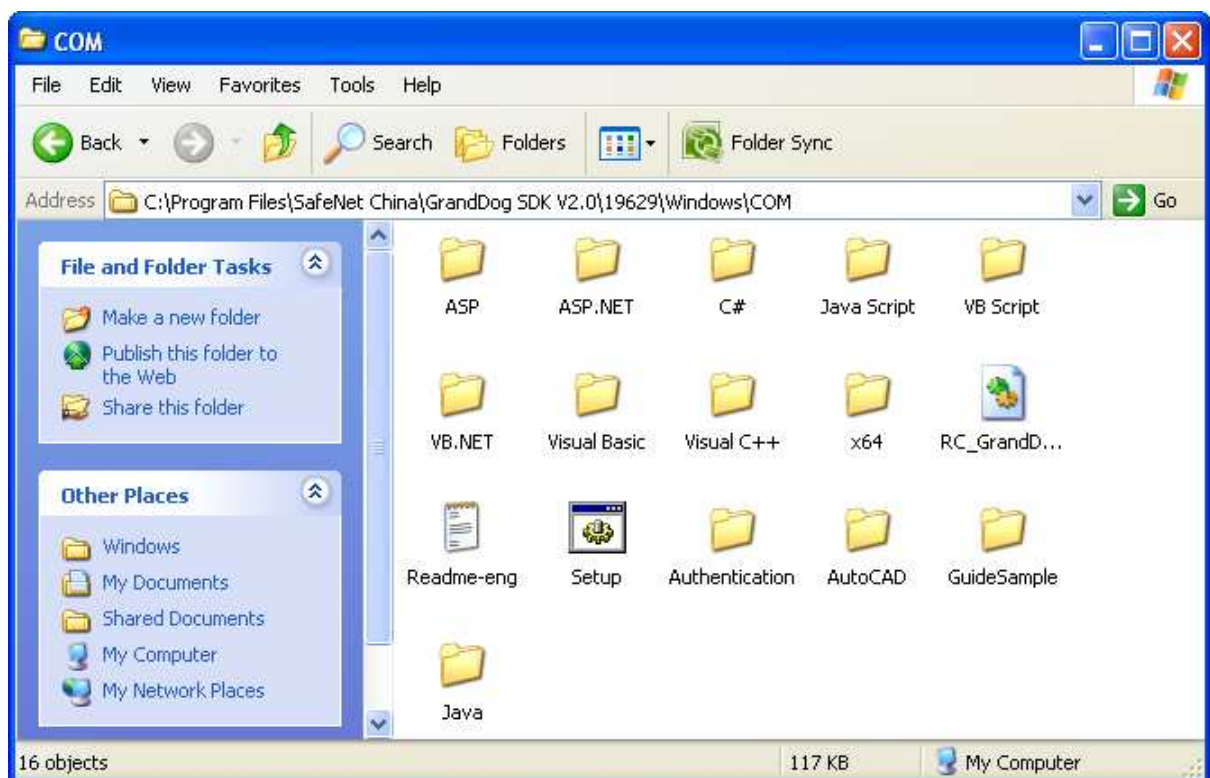 COM
File Edit View Favorites Tools Help
Back Search Folders Folder Sync
Address C:\Program Files\SafeNet China\GrandDog SDK V2.0\19629\Windows\COM Go
File and Folder Tasks
Make a new folder
Publish this folder to
the Web
Share this folder
Other Places
Windows
My Documents
Shared Documents
My Computer
My Network Places
ASP ASP.NET C# Java Script VB Script
VB.NET Visual Basic Visual C++ x64 RC_GrandD...
Readme-eng Setup Authentication AutoCAD GuideSample
Java
16 objects 117 KB My Computer